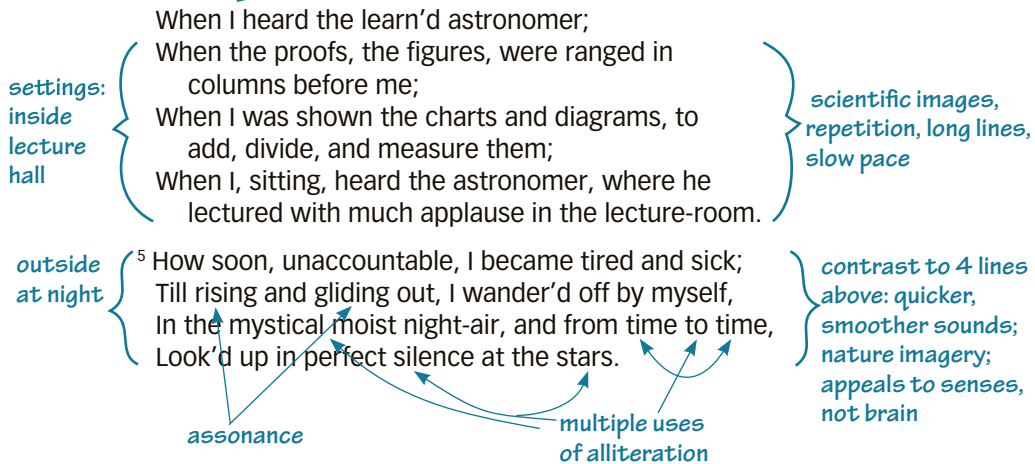 When I heard the learn’d astronomer;
When the proofs, the figures, were ranged in
columns before me;
When I was shown the charts and diagrams, to
add, divide, and measure them;
When I, sitting, heard the astronomer, where he
lectured with much applause in the lecture-room.
settings:
inside
lecture
hall
scientific images,
repetition, long lines,
slow pace
5 How soon, unaccountable, I became tired and sick;
Till rising and gliding out, I wander’d off by myself,
In the mystical moist night-air, and from time to time,
Look’d up in perfect silence at the stars.
outside
at night
contrast to 4 lines
above: quicker,
smoother sounds;
nature imagery;
appeals to senses,
not brain
assonance
multiple uses
of alliteration